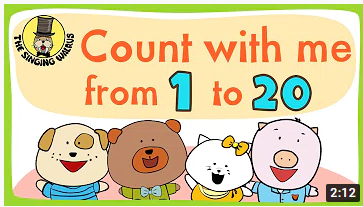 THE SINGING WALRUS
Count with me
from 1 to 20
2:12